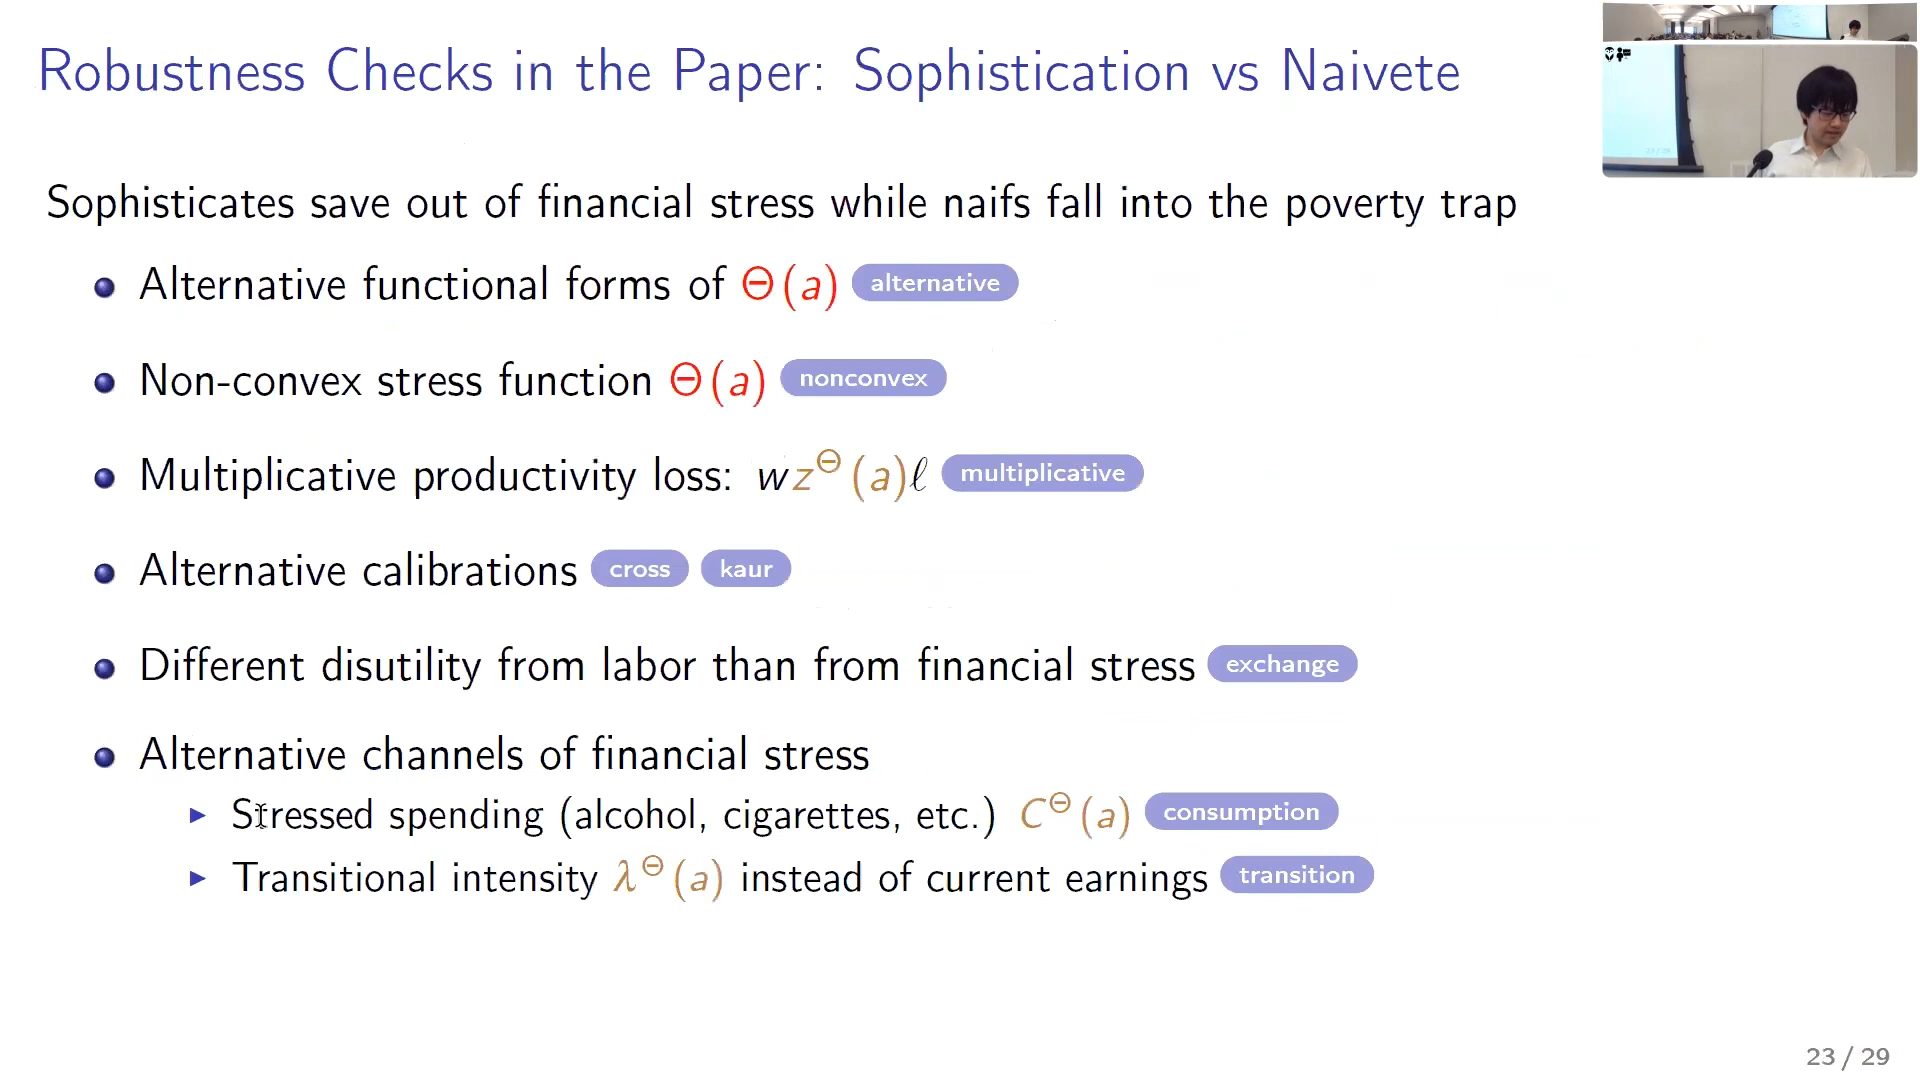 Robustness Checks in the Paper: Sophistication vs Naivete
Sophisticates save out of financial stress while naifs fall into the poverty trap
Alternative functional forms of Θ(a) alternative
Non-convex stress function Θ(a) nonconvex
Multiplicative productivity loss: wz^Θ(a)ℓ multiplicative
Alternative calibrations cross kaur
Different disutility from labor than from financial stress exchange
Alternative channels of financial stress
Stressed spending (alcohol, cigarettes, etc.) C^Θ(a) consumption
Transitional intensity λ^Θ(a) instead of current earnings transition
23 / 29